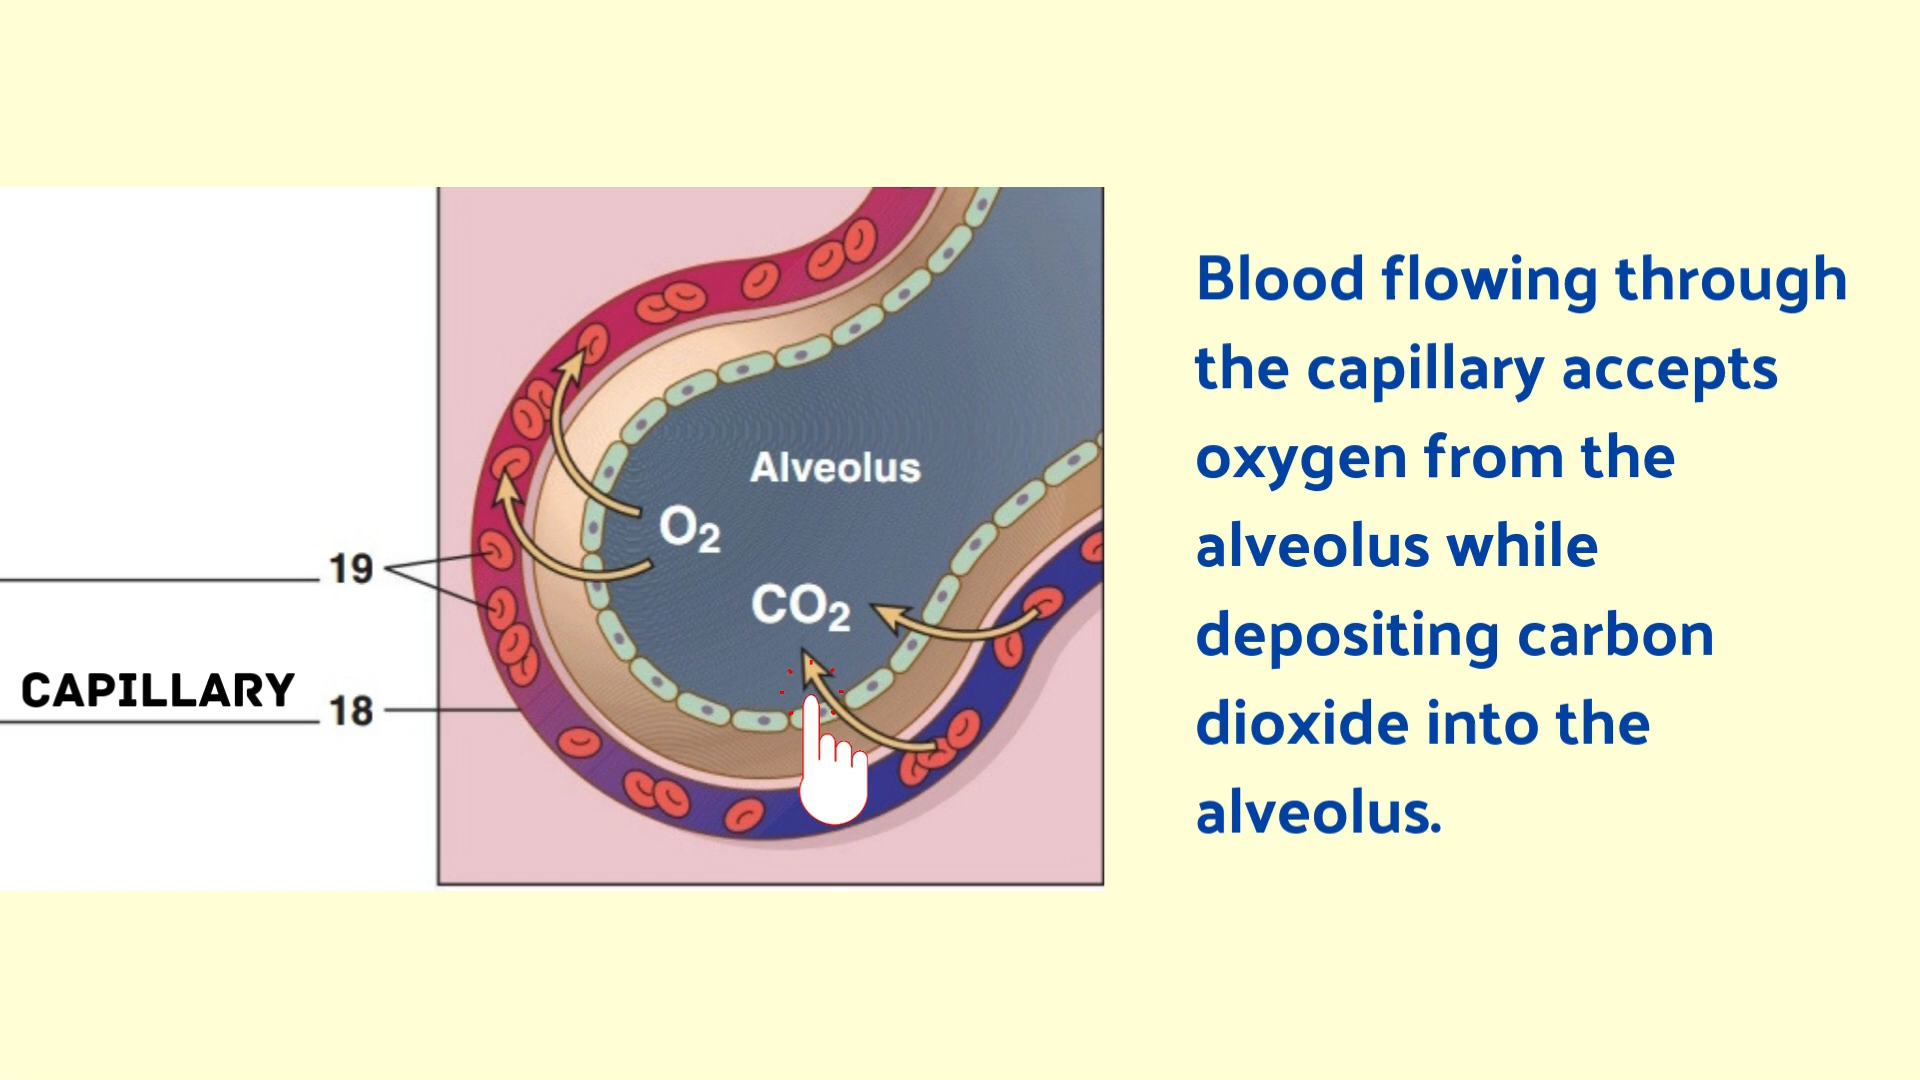 Alveolus
O2
CO2
19
CAPILLARY 18
Blood flowing through
the capillary accepts
oxygen from the
alveolus while
depositing carbon
dioxide into the
alveolus.